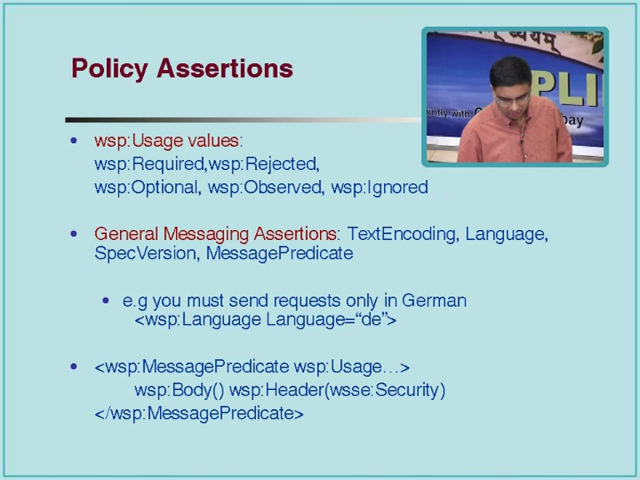 Policy Assertions
• wsp:Usage values:
wsp:Required,wsp:Rejected,
wsp:Optional, wsp:Observed, wsp:Ignored
• General Messaging Assertions: TextEncoding, Language,
SpecVersion, MessagePredicate
• e.g you must send requests only in German
<wsp:Language Language=“de”>
• <wsp:MessagePredicate wsp:Usage…>
wsp:Body() wsp:Header(wsse:Security)
</wsp:MessagePredicate>